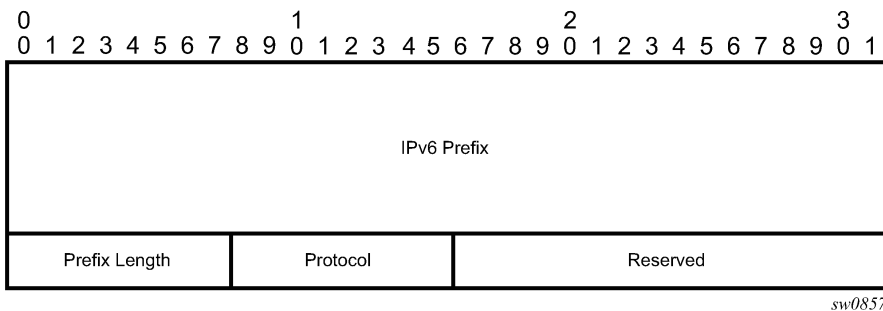 0 1 2 3
0 1 2 3 4 5 6 7 8 9 0 1 2 3 4 5 6 7 8 9 0 1 2 3 4 5 6 7 8 9 0 1
IPv6 Prefix
Prefix Length Protocol Reserved
sw0857